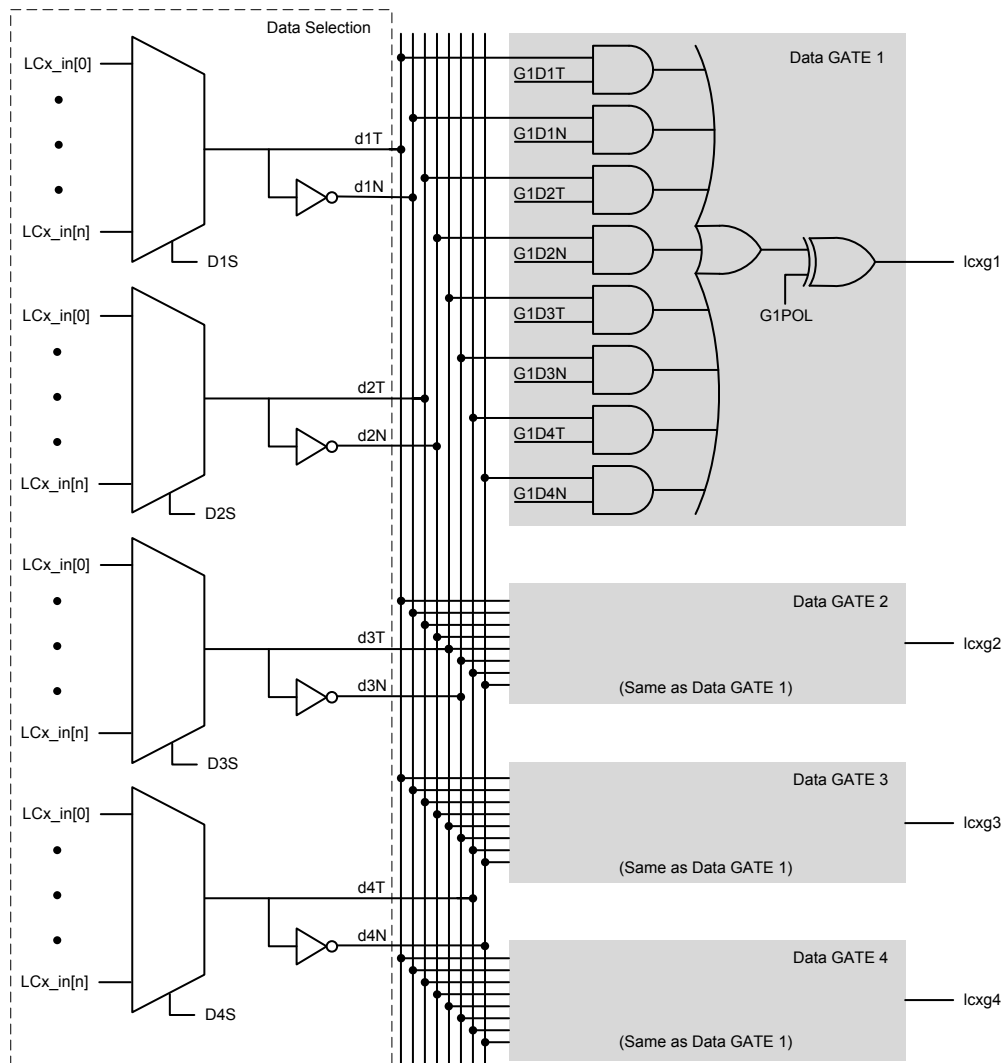 Data Selection
LCx_in[0]
LCx_in[n]
D1S
d1T
d1N
LCx_in[0]
LCx_in[n]
D2S
d2T
d2N
LCx_in[0]
LCx_in[n]
D3S
d3T
d3N
LCx_in[0]
LCx_in[n]
D4S
d4T
d4N
Data GATE 1
G1D1T
G1D1N
G1D2T
G1D2N
G1D3T
G1D3N
G1D4T
G1D4N
G1POL
lcxg1
Data GATE 2
(Same as Data GATE 1)
lcxg2
Data GATE 3
(Same as Data GATE 1)
lcxg3
Data GATE 4
(Same as Data GATE 1)
lcxg4